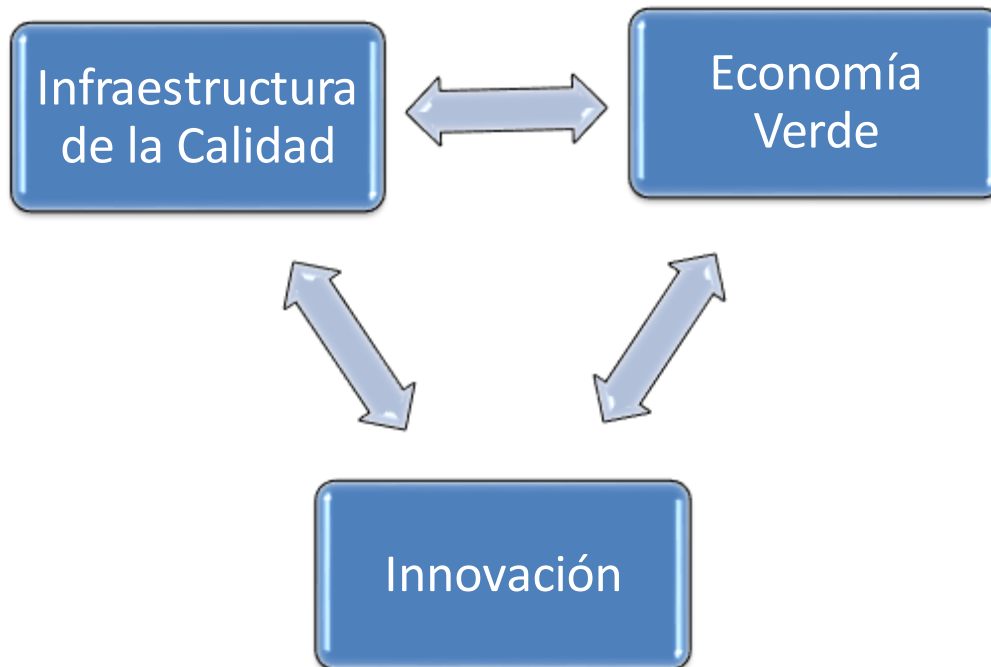 Infraestructura
de la Calidad
Economía
Verde
Innovación